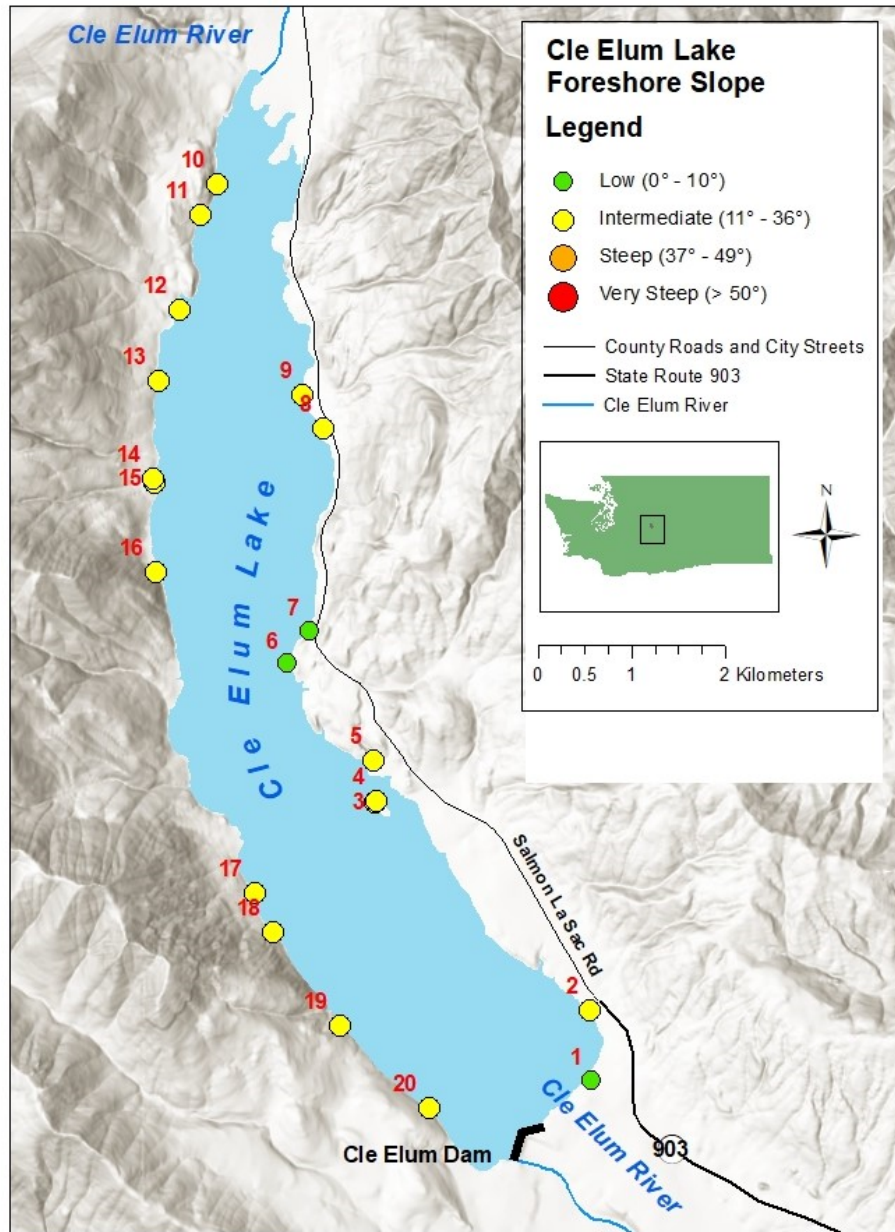 Cle Elum River
Cle Elum Lake
Foreshore Slope
Legend
Low (0° - 10°)
Intermediate (11° - 36°)
Steep (37° - 49°)
Very Steep (> 50°)
County Roads and City Streets
State Route 903
Cle Elum River
N
0 0.5 1 2 Kilometers
10
11
12
13
9
8
14
15
16
Cle Elum Lake
7
6
5
4
3
17
18
Salmon La Sac Rd
19
2
1
20
Cle Elum River
Cle Elum Dam
903